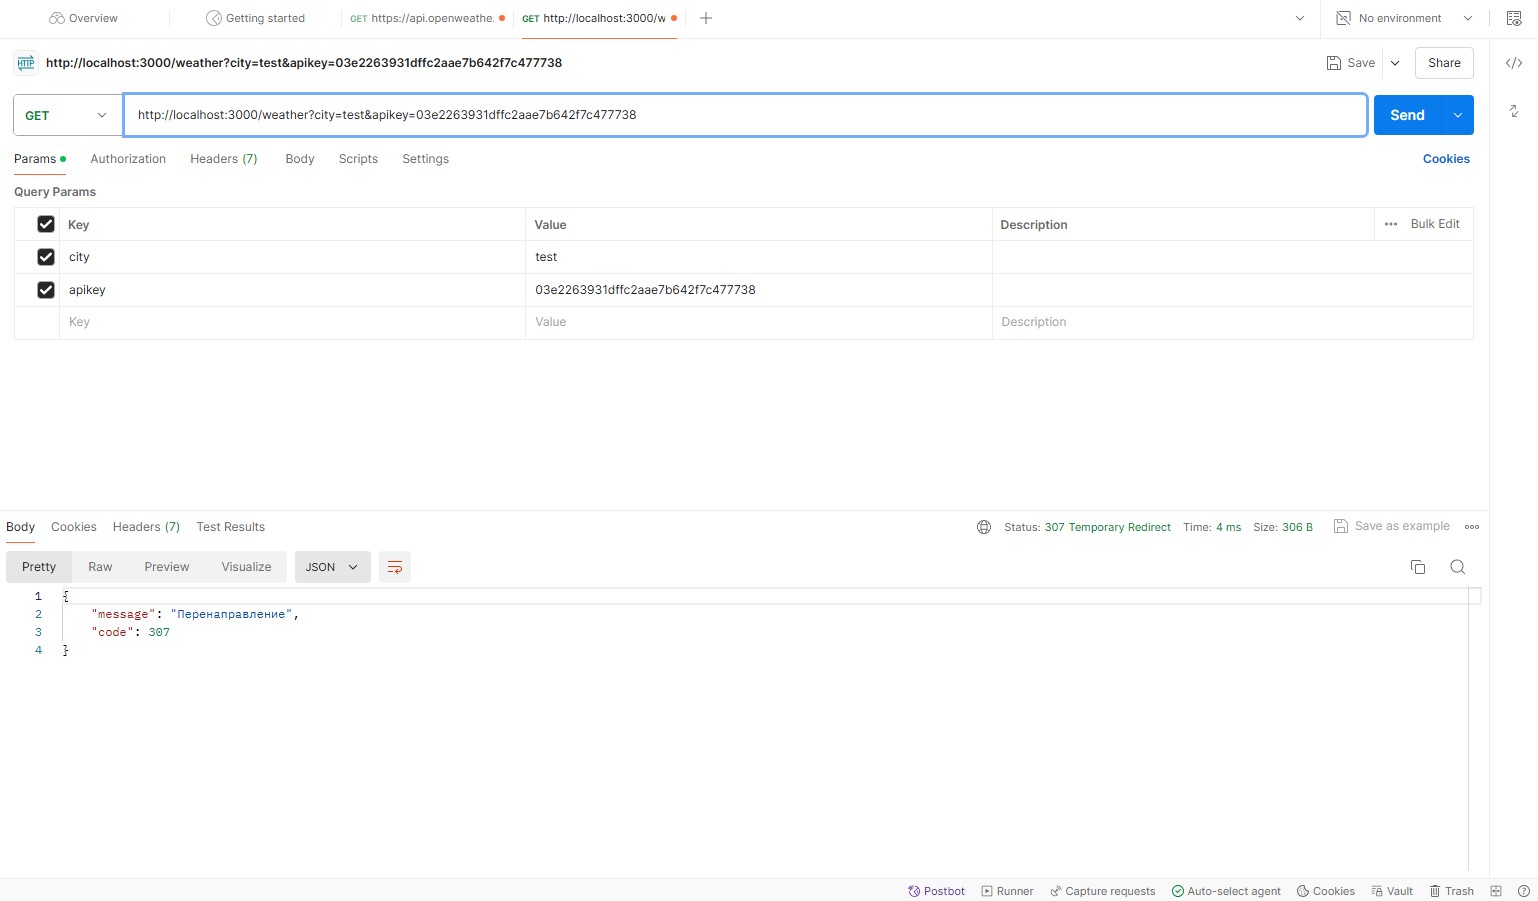 Overview
Getting started
GET https://api.openweathe.
GET http://localhost:3000/w
No environment
HTTP
http://localhost:3000/weather?city=test&apikey=03e2263931dffc2aae7b642f7c477738
Save
Share
GET
http://localhost:3000/weather?city=test&apikey=03e2263931dffc2aae7b642f7c477738
Send
Params
Authorization
Headers (7)
Body
Scripts
Settings
Cookies
Query Params
Key Value Description Bulk Edit
city test
apikey 03e2263931dffc2aae7b642f7c477738
Key Value Description
Body
Cookies
Headers (7)
Test Results
Status: 307 Temporary Redirect Time: 4 ms Size: 306 B
Save as example
Pretty
Raw
Preview
Visualize
JSON
1 {
2 "message": "Перенаправление",
3 "code": 307
4 }
Postbot
Runner
Capture requests
Auto-select agent
Cookies
Vault
Trash